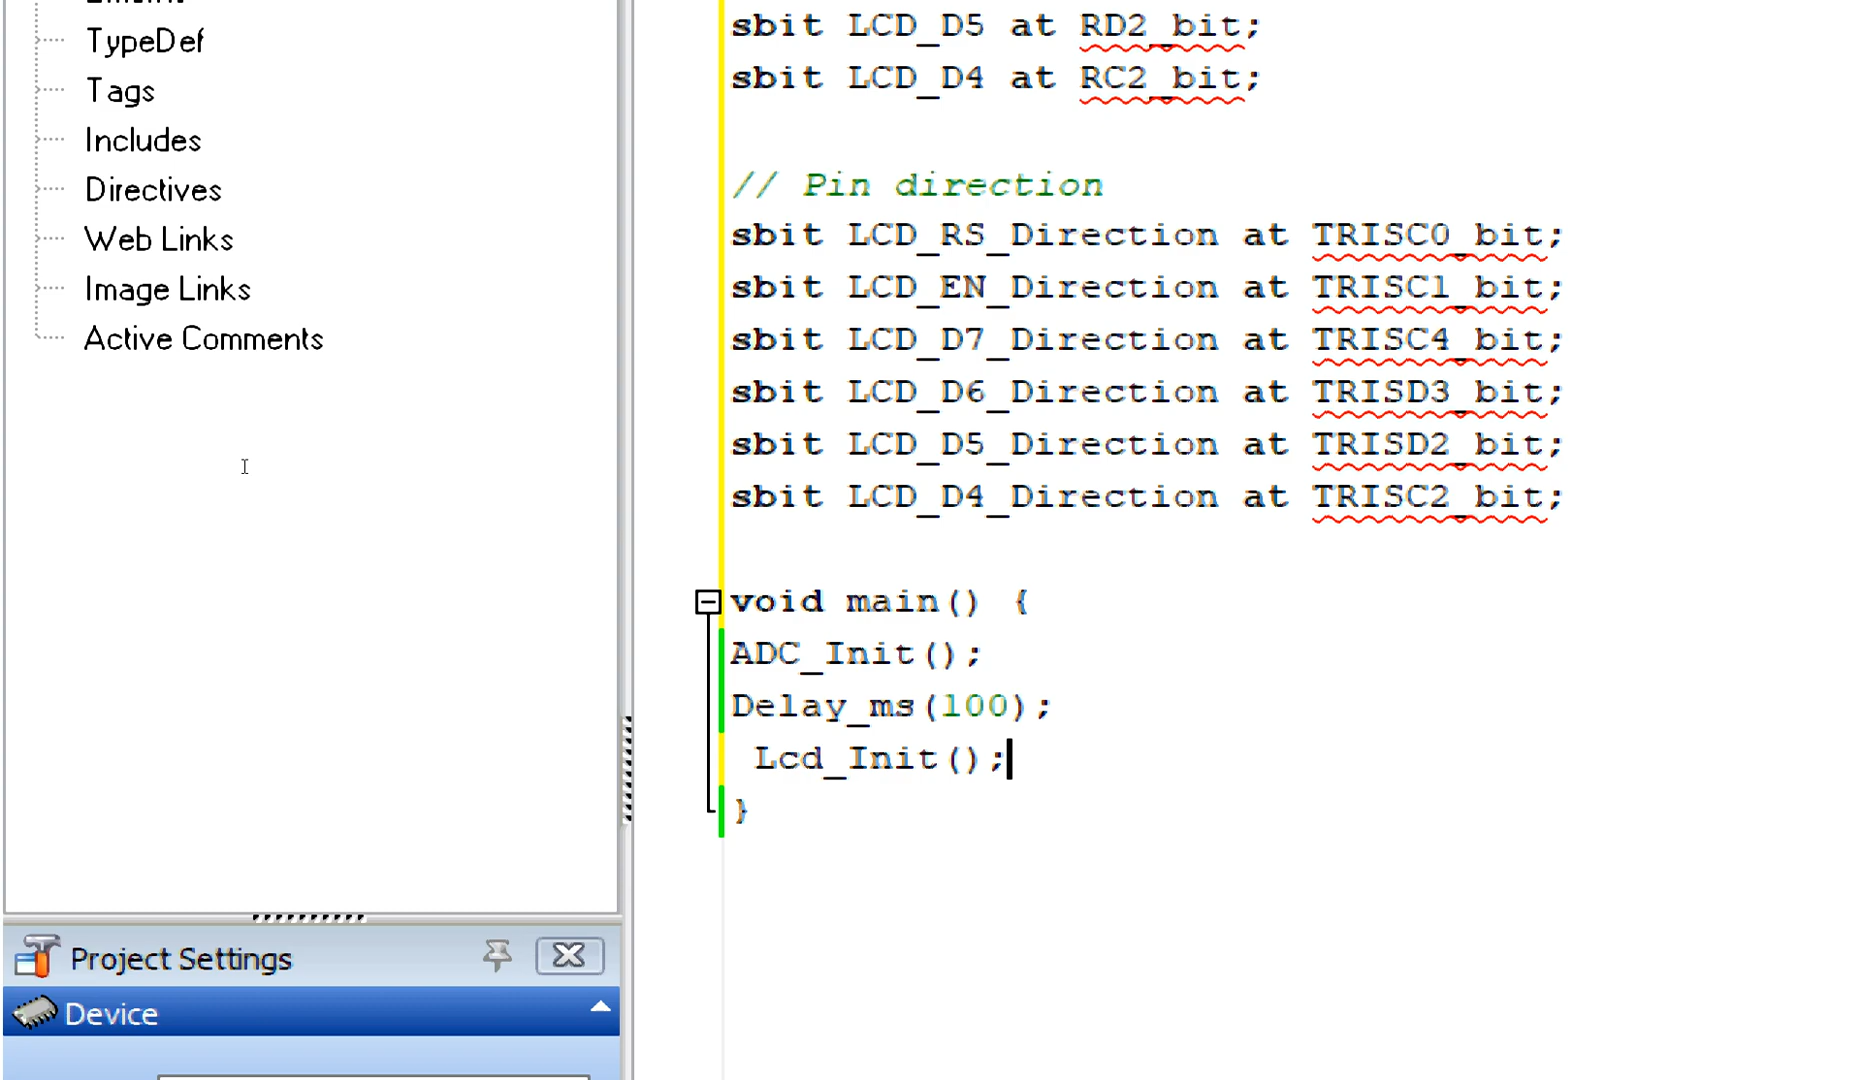 TypeDef
Tags
Includes
Directives
Web Links
Image Links
Active Comments
Project Settings
Device
sbit LCD_D5 at RD2_bit;
sbit LCD_D4 at RC2_bit;
// Pin direction
sbit LCD_RS_Direction at TRISC0_bit;
sbit LCD_EN_Direction at TRISC1_bit;
sbit LCD_D7_Direction at TRISC4_bit;
sbit LCD_D6_Direction at TRISD3_bit;
sbit LCD_D5_Direction at TRISD2_bit;
sbit LCD_D4_Direction at TRISC2_bit;
void main() {
ADC_Init();
Delay_ms(100);
Lcd_Init();
}